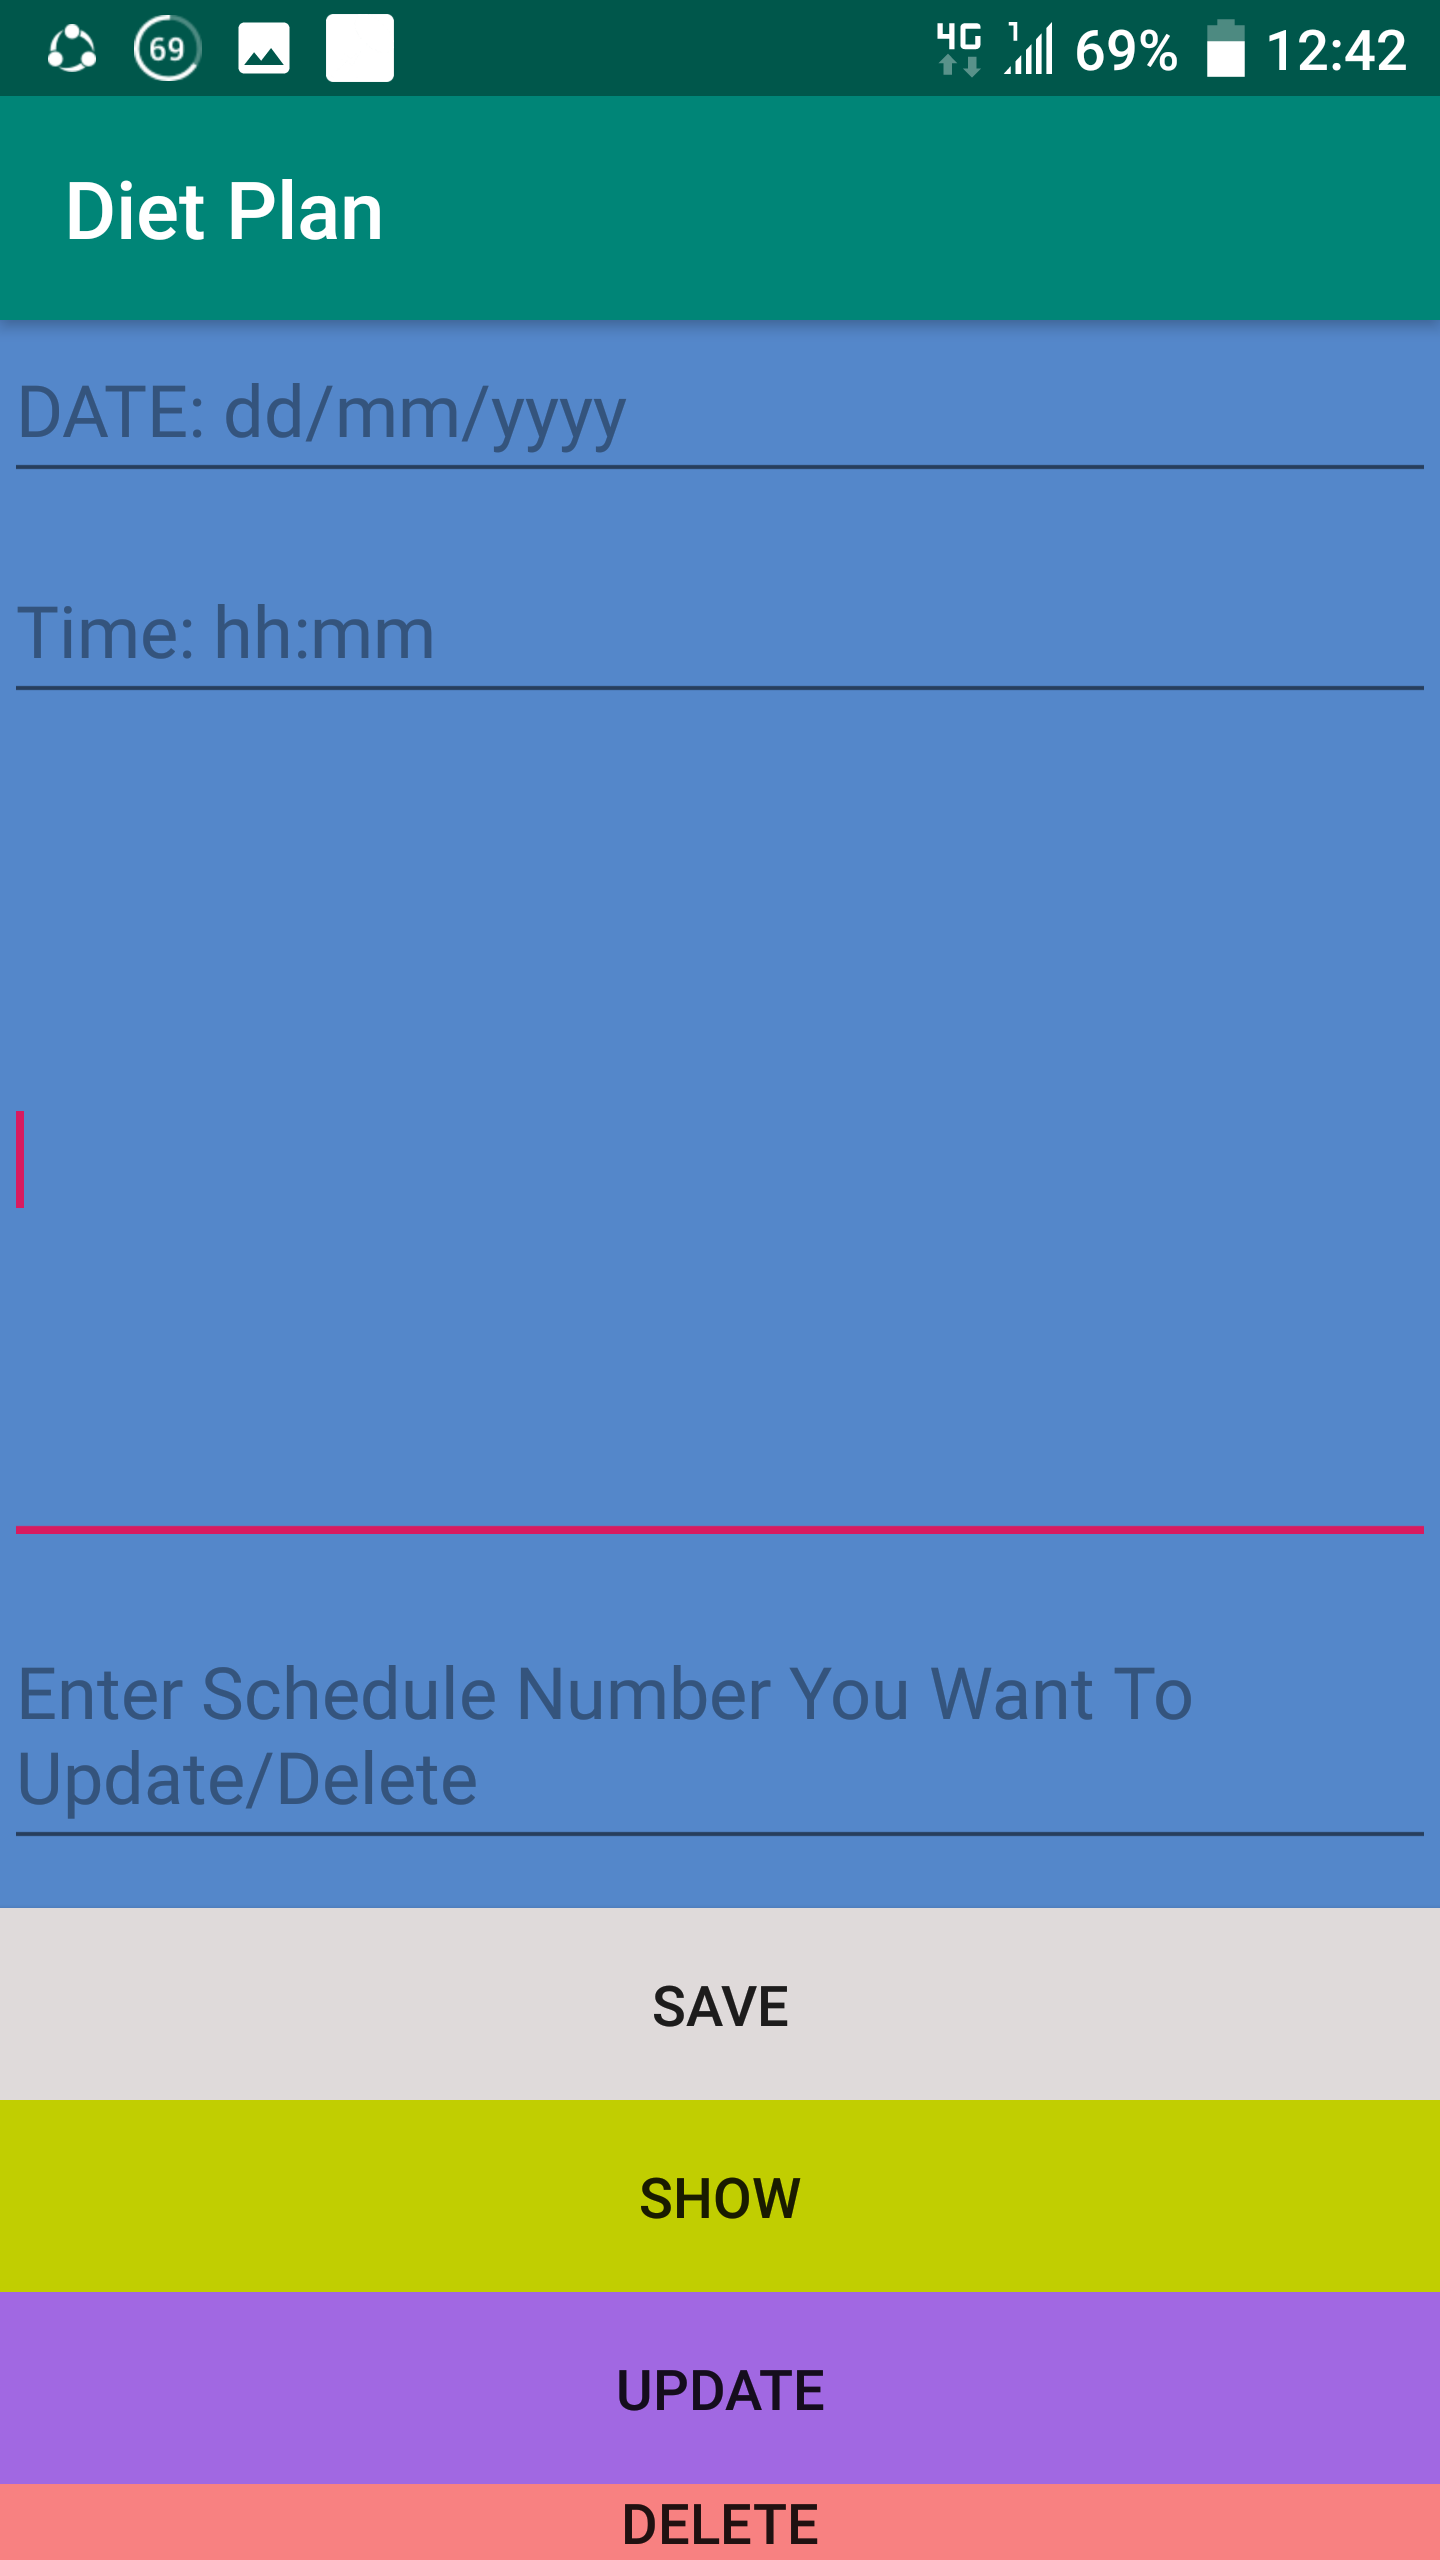 69 4G 1 69% 12:42
Diet Plan
DATE: dd/mm/yyyy
Time: hh:mm
Enter Schedule Number You Want To
Update/Delete
SAVE
SHOW
UPDATE
DELETE